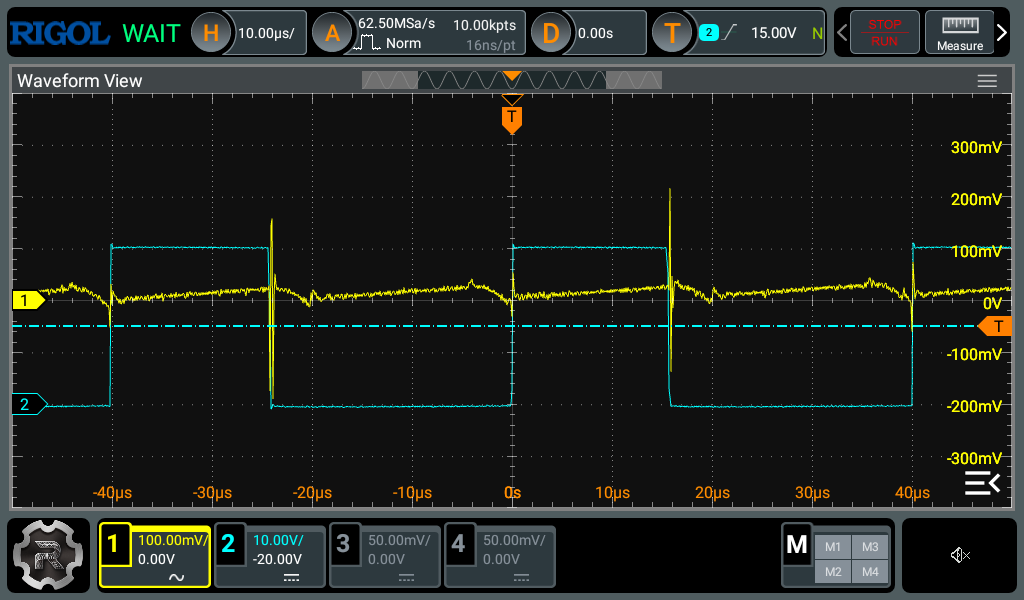 RIGOL WAIT H 10.00μs/ A 62.50MSa/s 10.00kpts D 0.00s T 2 15.00V N STOP
Norm 16ns/pt RUN Measure
Waveform View
T
300mV
200mV
100mV
1 0V
T
-100mV
2 -200mV
-300mV
-40μs -30μs -20μs -10μs 0s 10μs 20μs 30μs 40μs
R 1 100.00mV/ 2 10.00V/ 3 50.00mV/ 4 50.00mV/ M M1 M3
0.00V -20.00V 0.00V 0.00V M2 M4